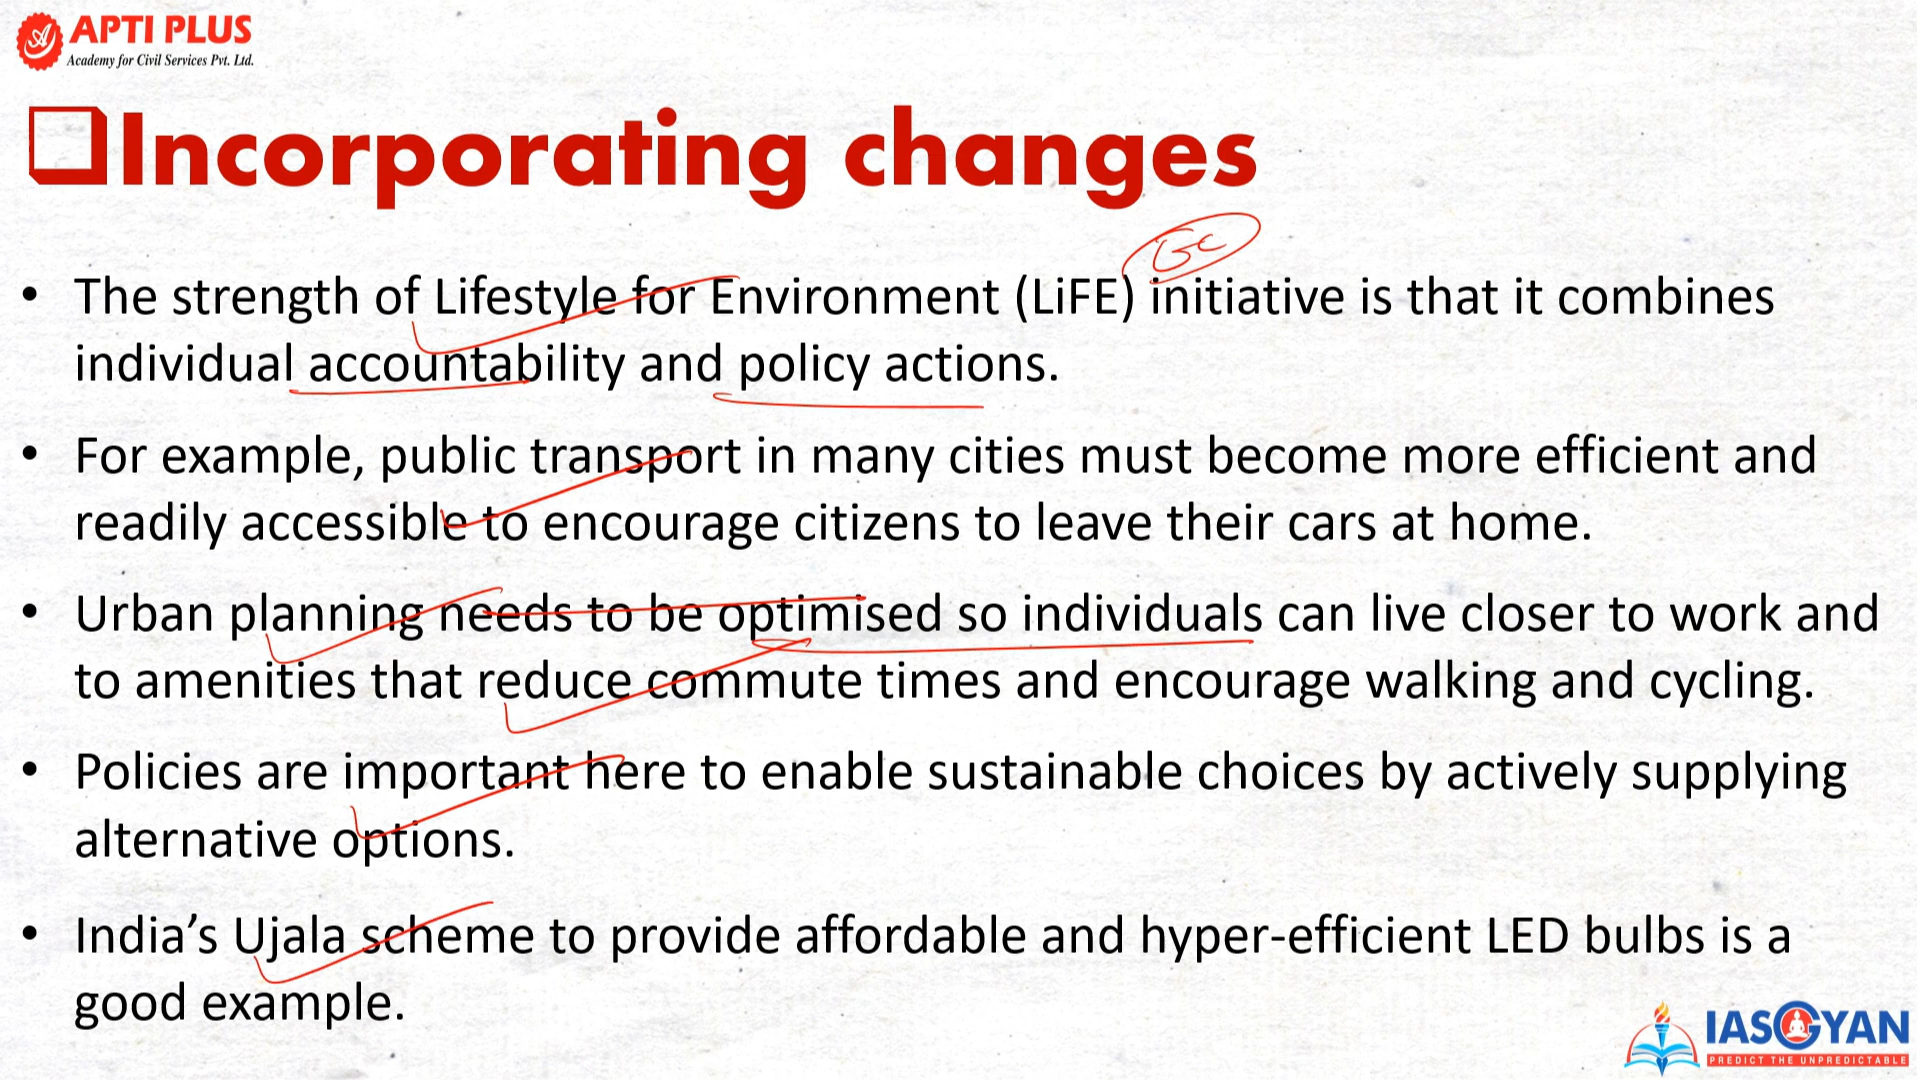 APTI PLUS
Academy for Civil Services Pvt. Ltd.
Incorporating changes
• The strength of Lifestyle for Environment (LiFE) initiative is that it combines
individual accountability and policy actions.
• For example, public transport in many cities must become more efficient and
readily accessible to encourage citizens to leave their cars at home.
• Urban planning needs to be optimised so individuals can live closer to work and
to amenities that reduce commute times and encourage walking and cycling.
• Policies are important here to enable sustainable choices by actively supplying
alternative options.
• India’s Ujala scheme to provide affordable and hyper-efficient LED bulbs is a
good example.
IASGYAN
PREDICT THE UNPREDICTABLE